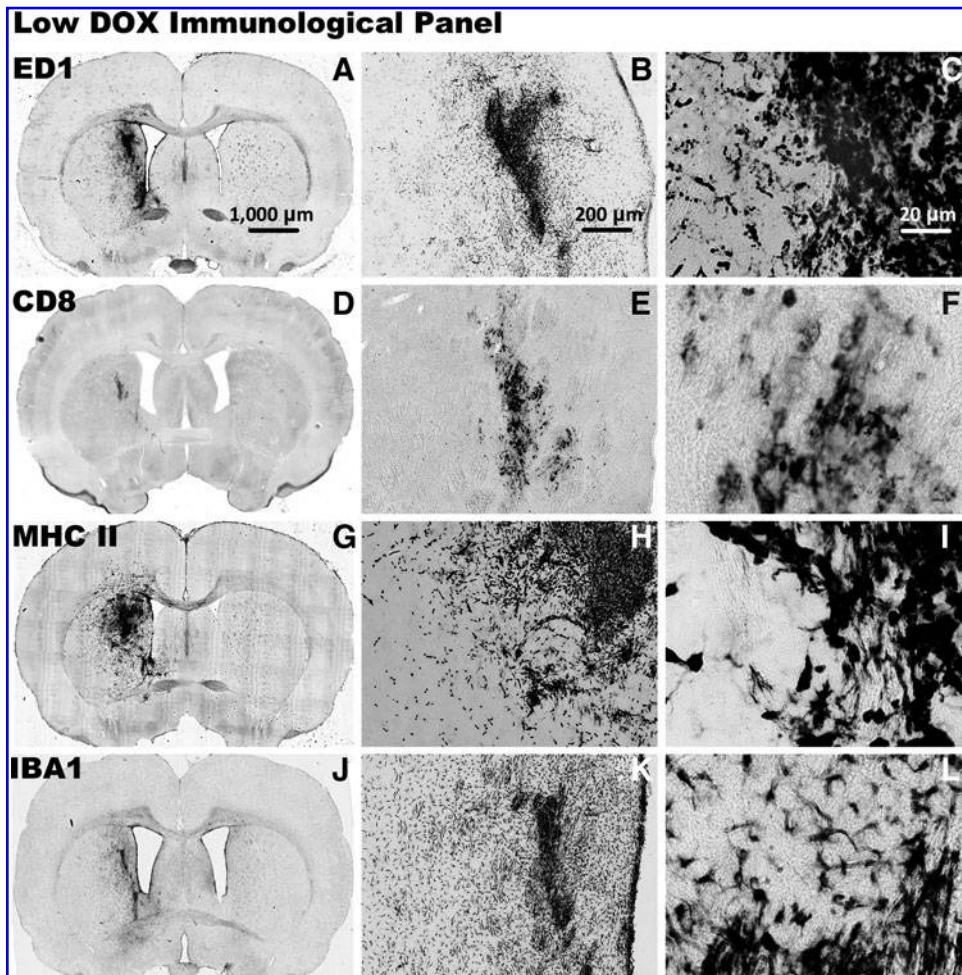 Low DOX Immunological Panel
ED1 A B C
1,000 μm 200 μm 20 μm
CD8 D E F
MHC II G H I
IBA1 J K L